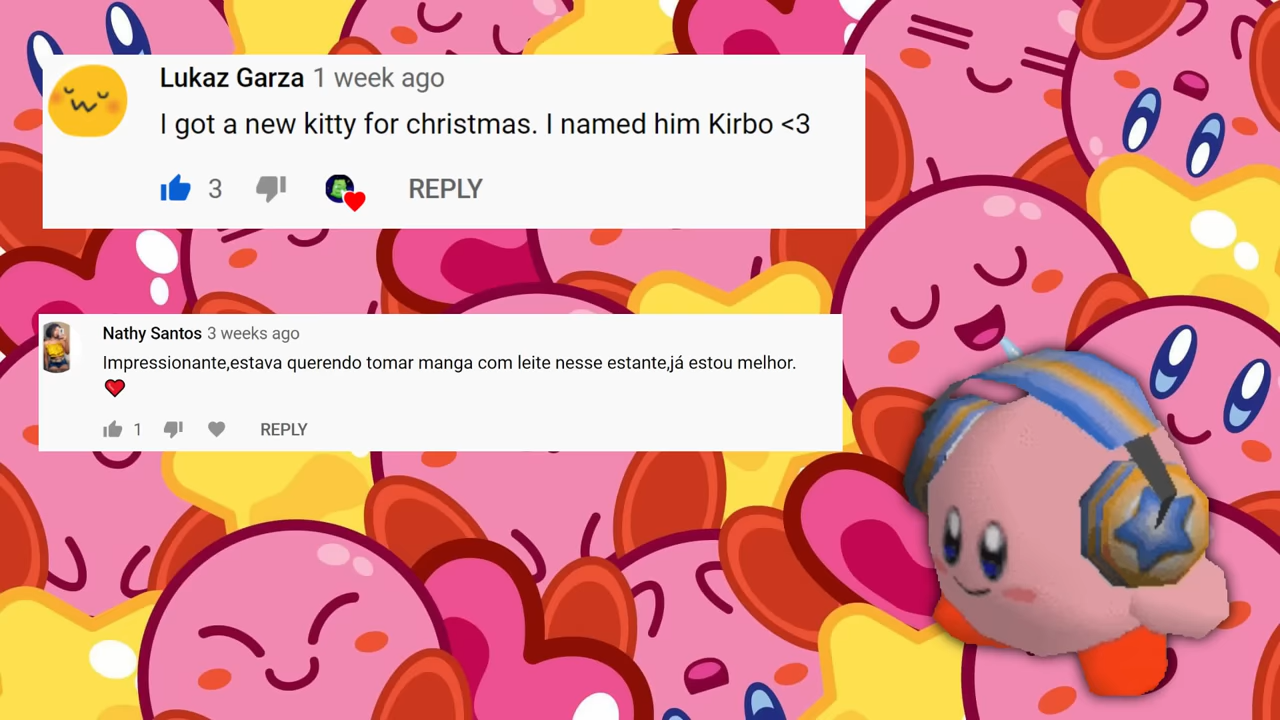 Lukaz Garza 1 week ago
I got a new kitty for christmas. I named him Kirbo <3
3 REPLY
Nathy Santos 3 weeks ago
Impressionante,estava querendo tomar manga com leite nesse estante,já estou melhor.
1 REPLY